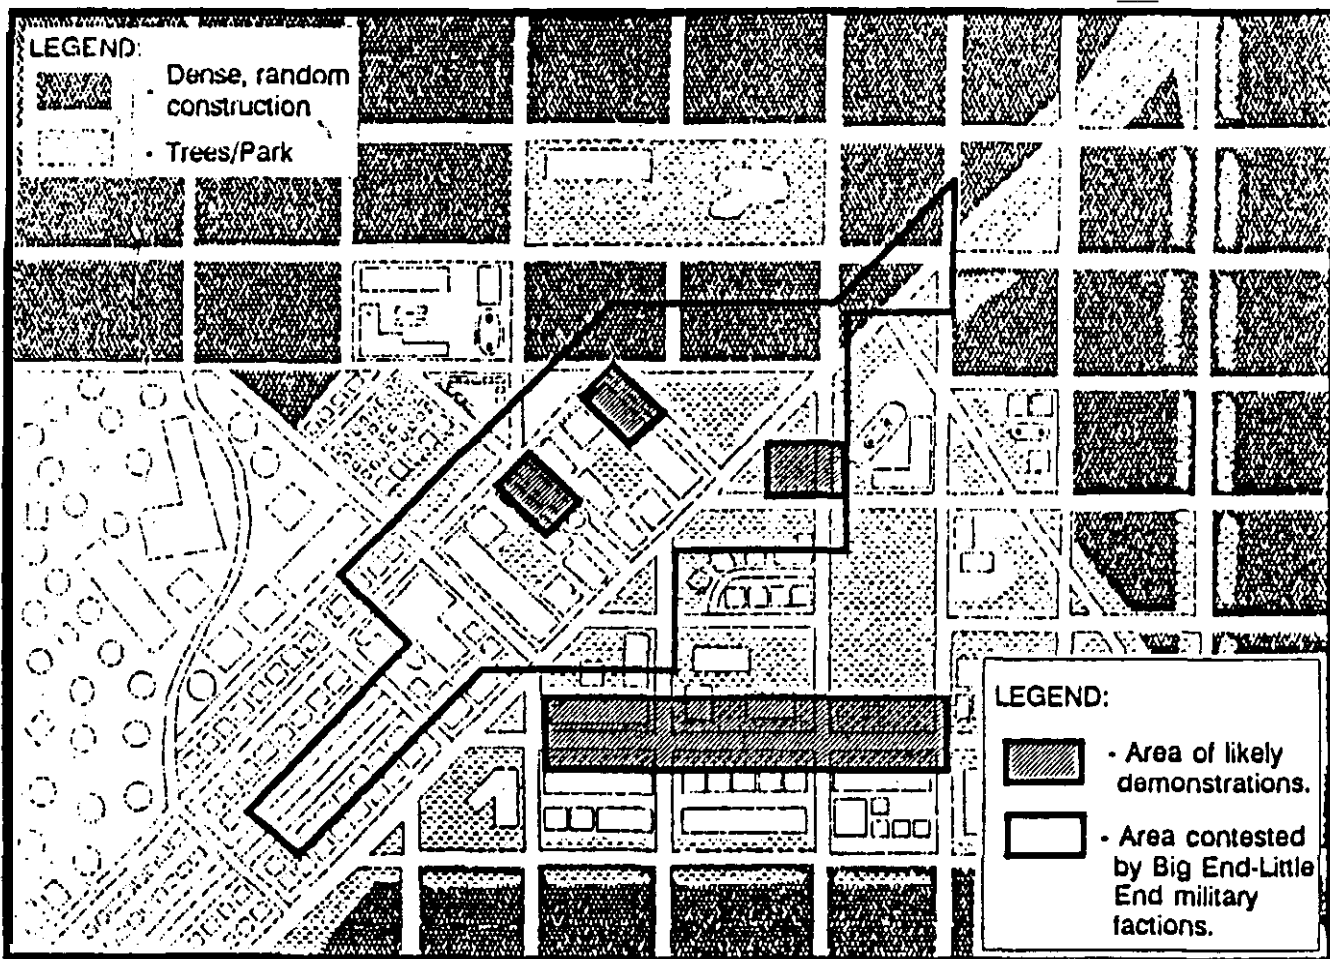 LEGEND:
· Dense, random
construction
· Trees/Park
LEGEND:
· Area of likely
demonstrations.
· Area contested
by Big End-Little
End military
factions.